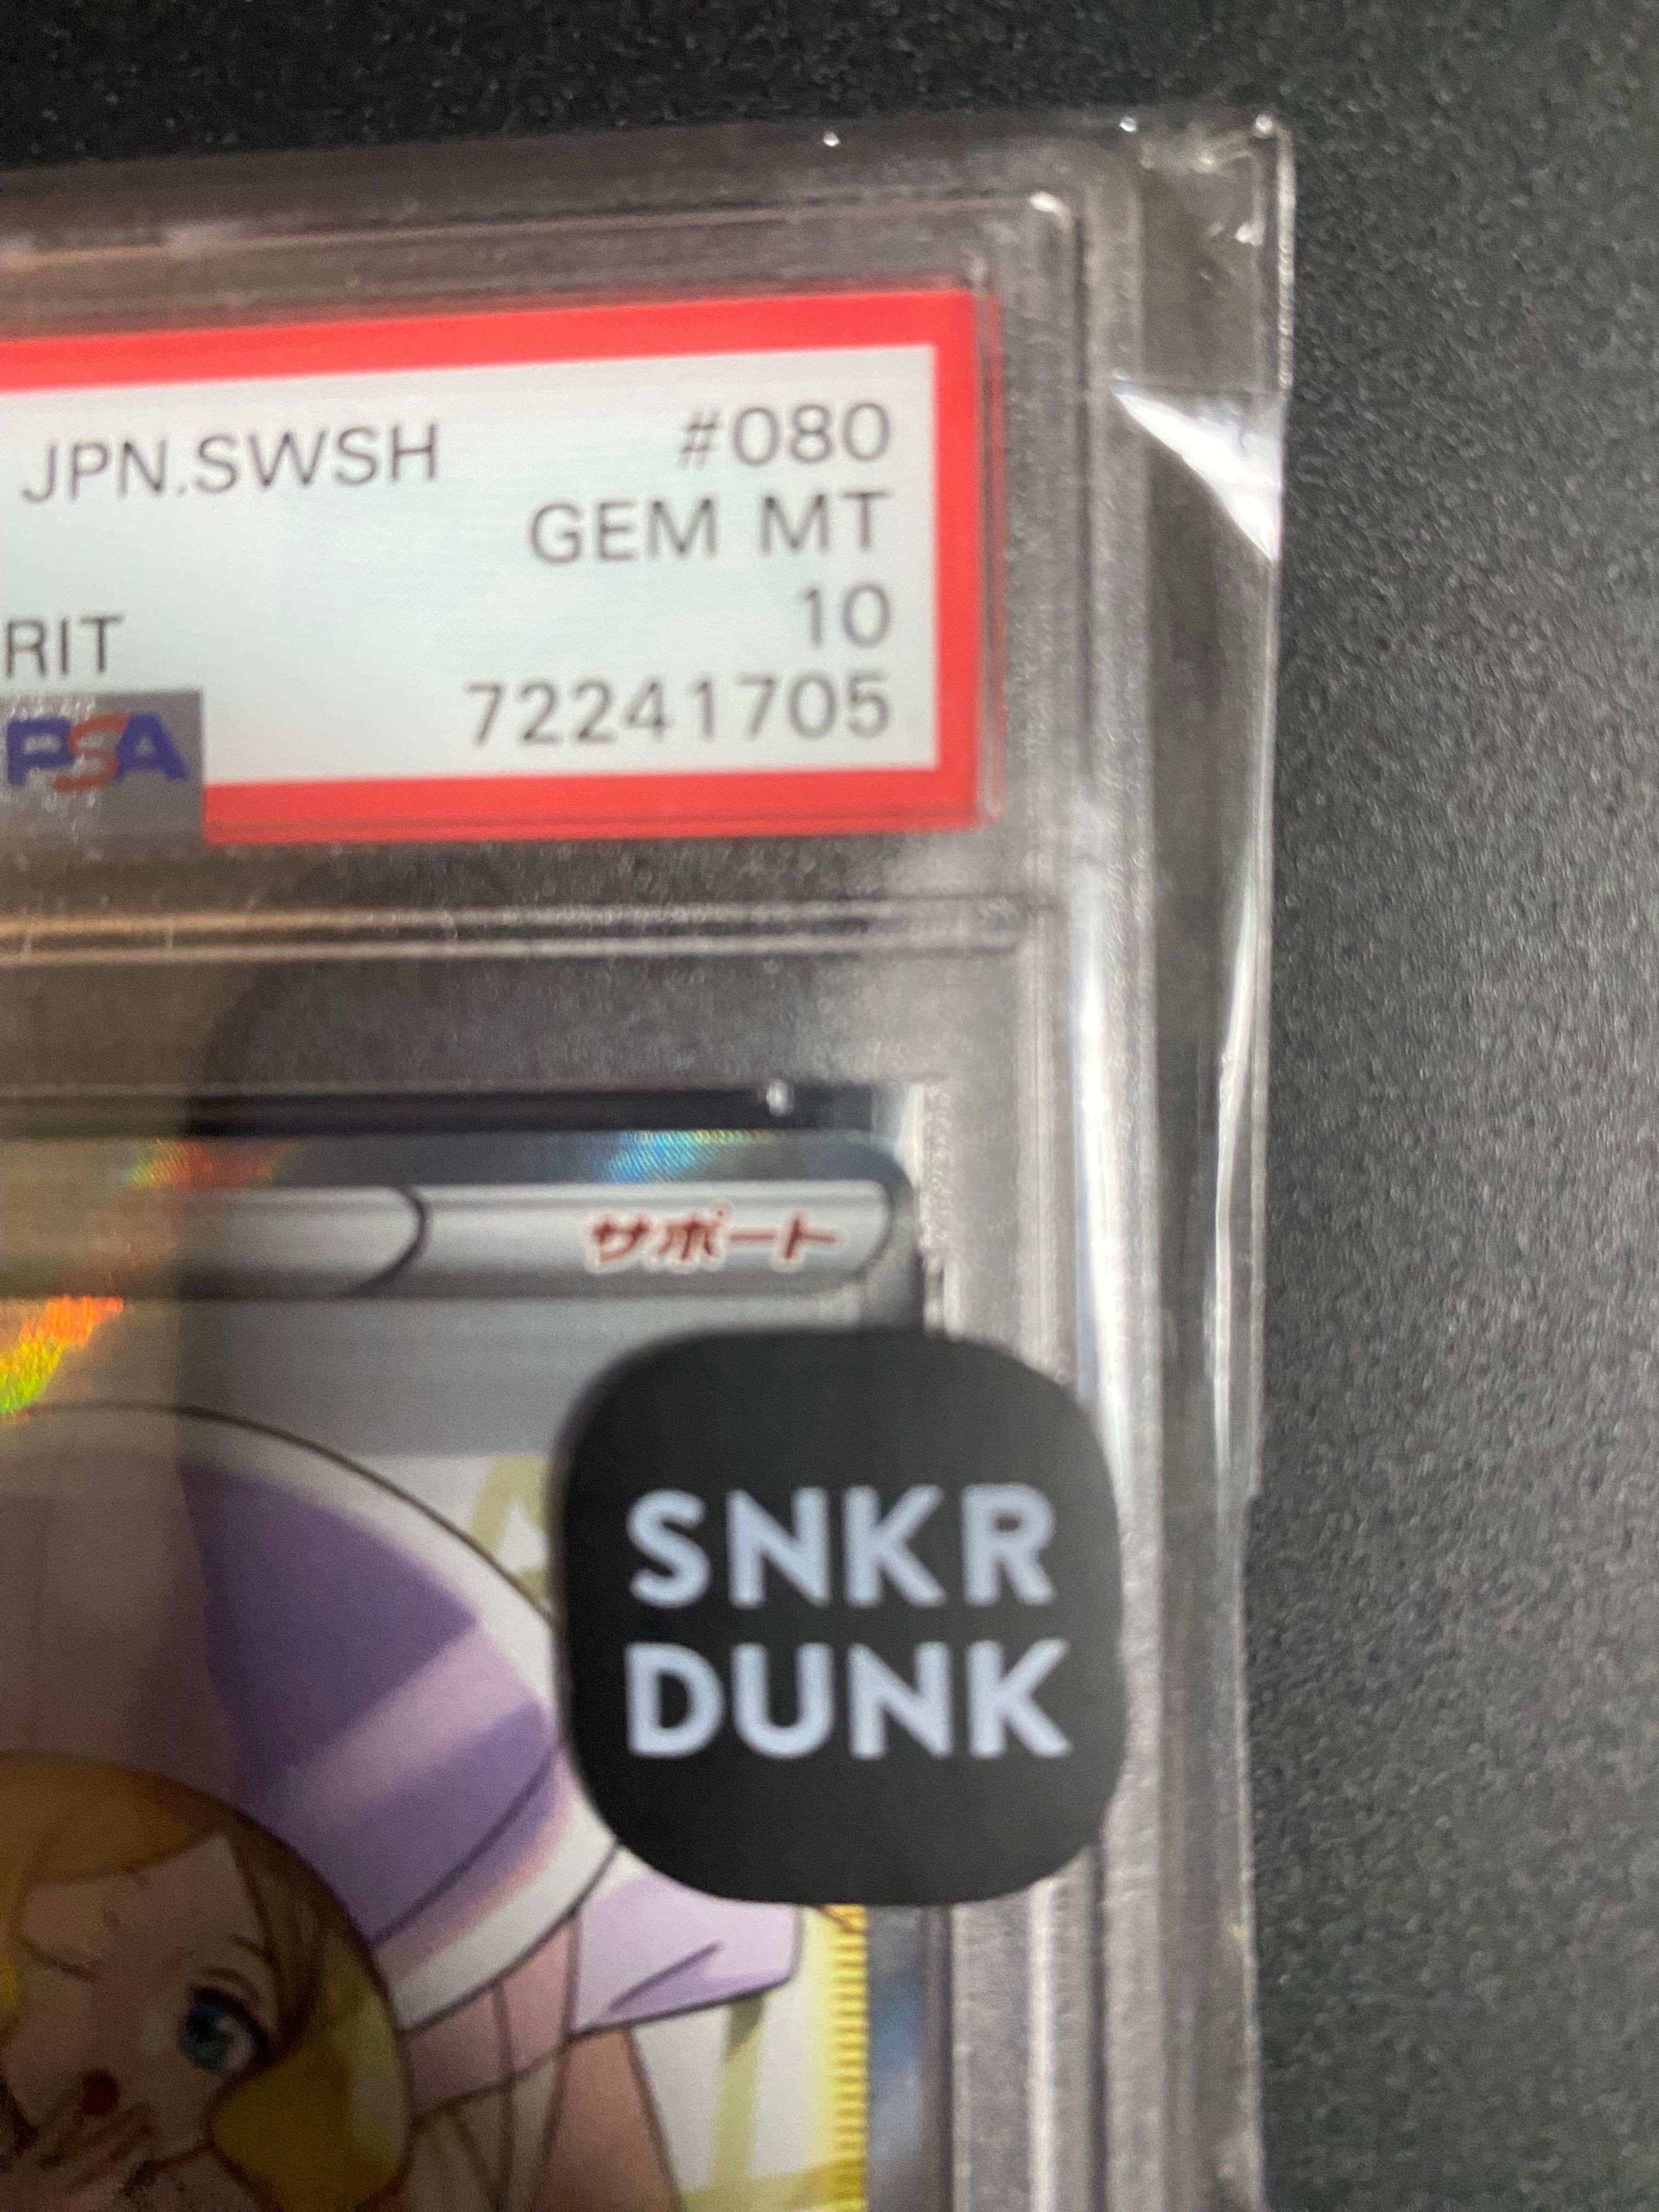 JPN.SWSH #080
GEM MT
RIT 10
PSA 72241705
サポート
SNKR
DUNK